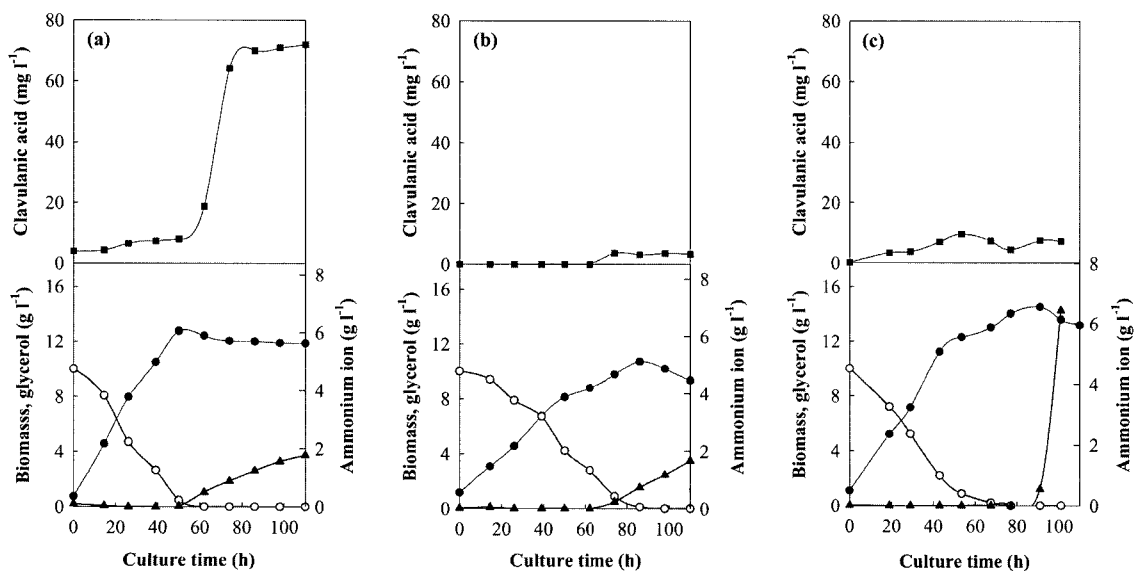 (a)
Clavulanic acid (mg l-1)
80
60
40
20
0
Biomasss, glycerol (g l-1)
16
12
8
4
0
Ammonium ion (g l-1)
8
6
4
2
0
0 20 40 60 80 100
Culture time (h)
(b)
Clavulanic acid (mg l-1)
80
60
40
20
0
Biomass, glycerol (g l-1)
16
12
8
4
0
Ammonium ion (g l-1)
8
6
4
2
0
0 20 40 60 80 100
Culture time (h)
(c)
Clavulanic acid (mg l-1)
80
60
40
20
0
Biomass, glycerol (g l-1)
16
12
8
4
0
Ammonium ion (g l-1)
8
6
4
2
0
0 20 40 60 80 100
Culture time (h)